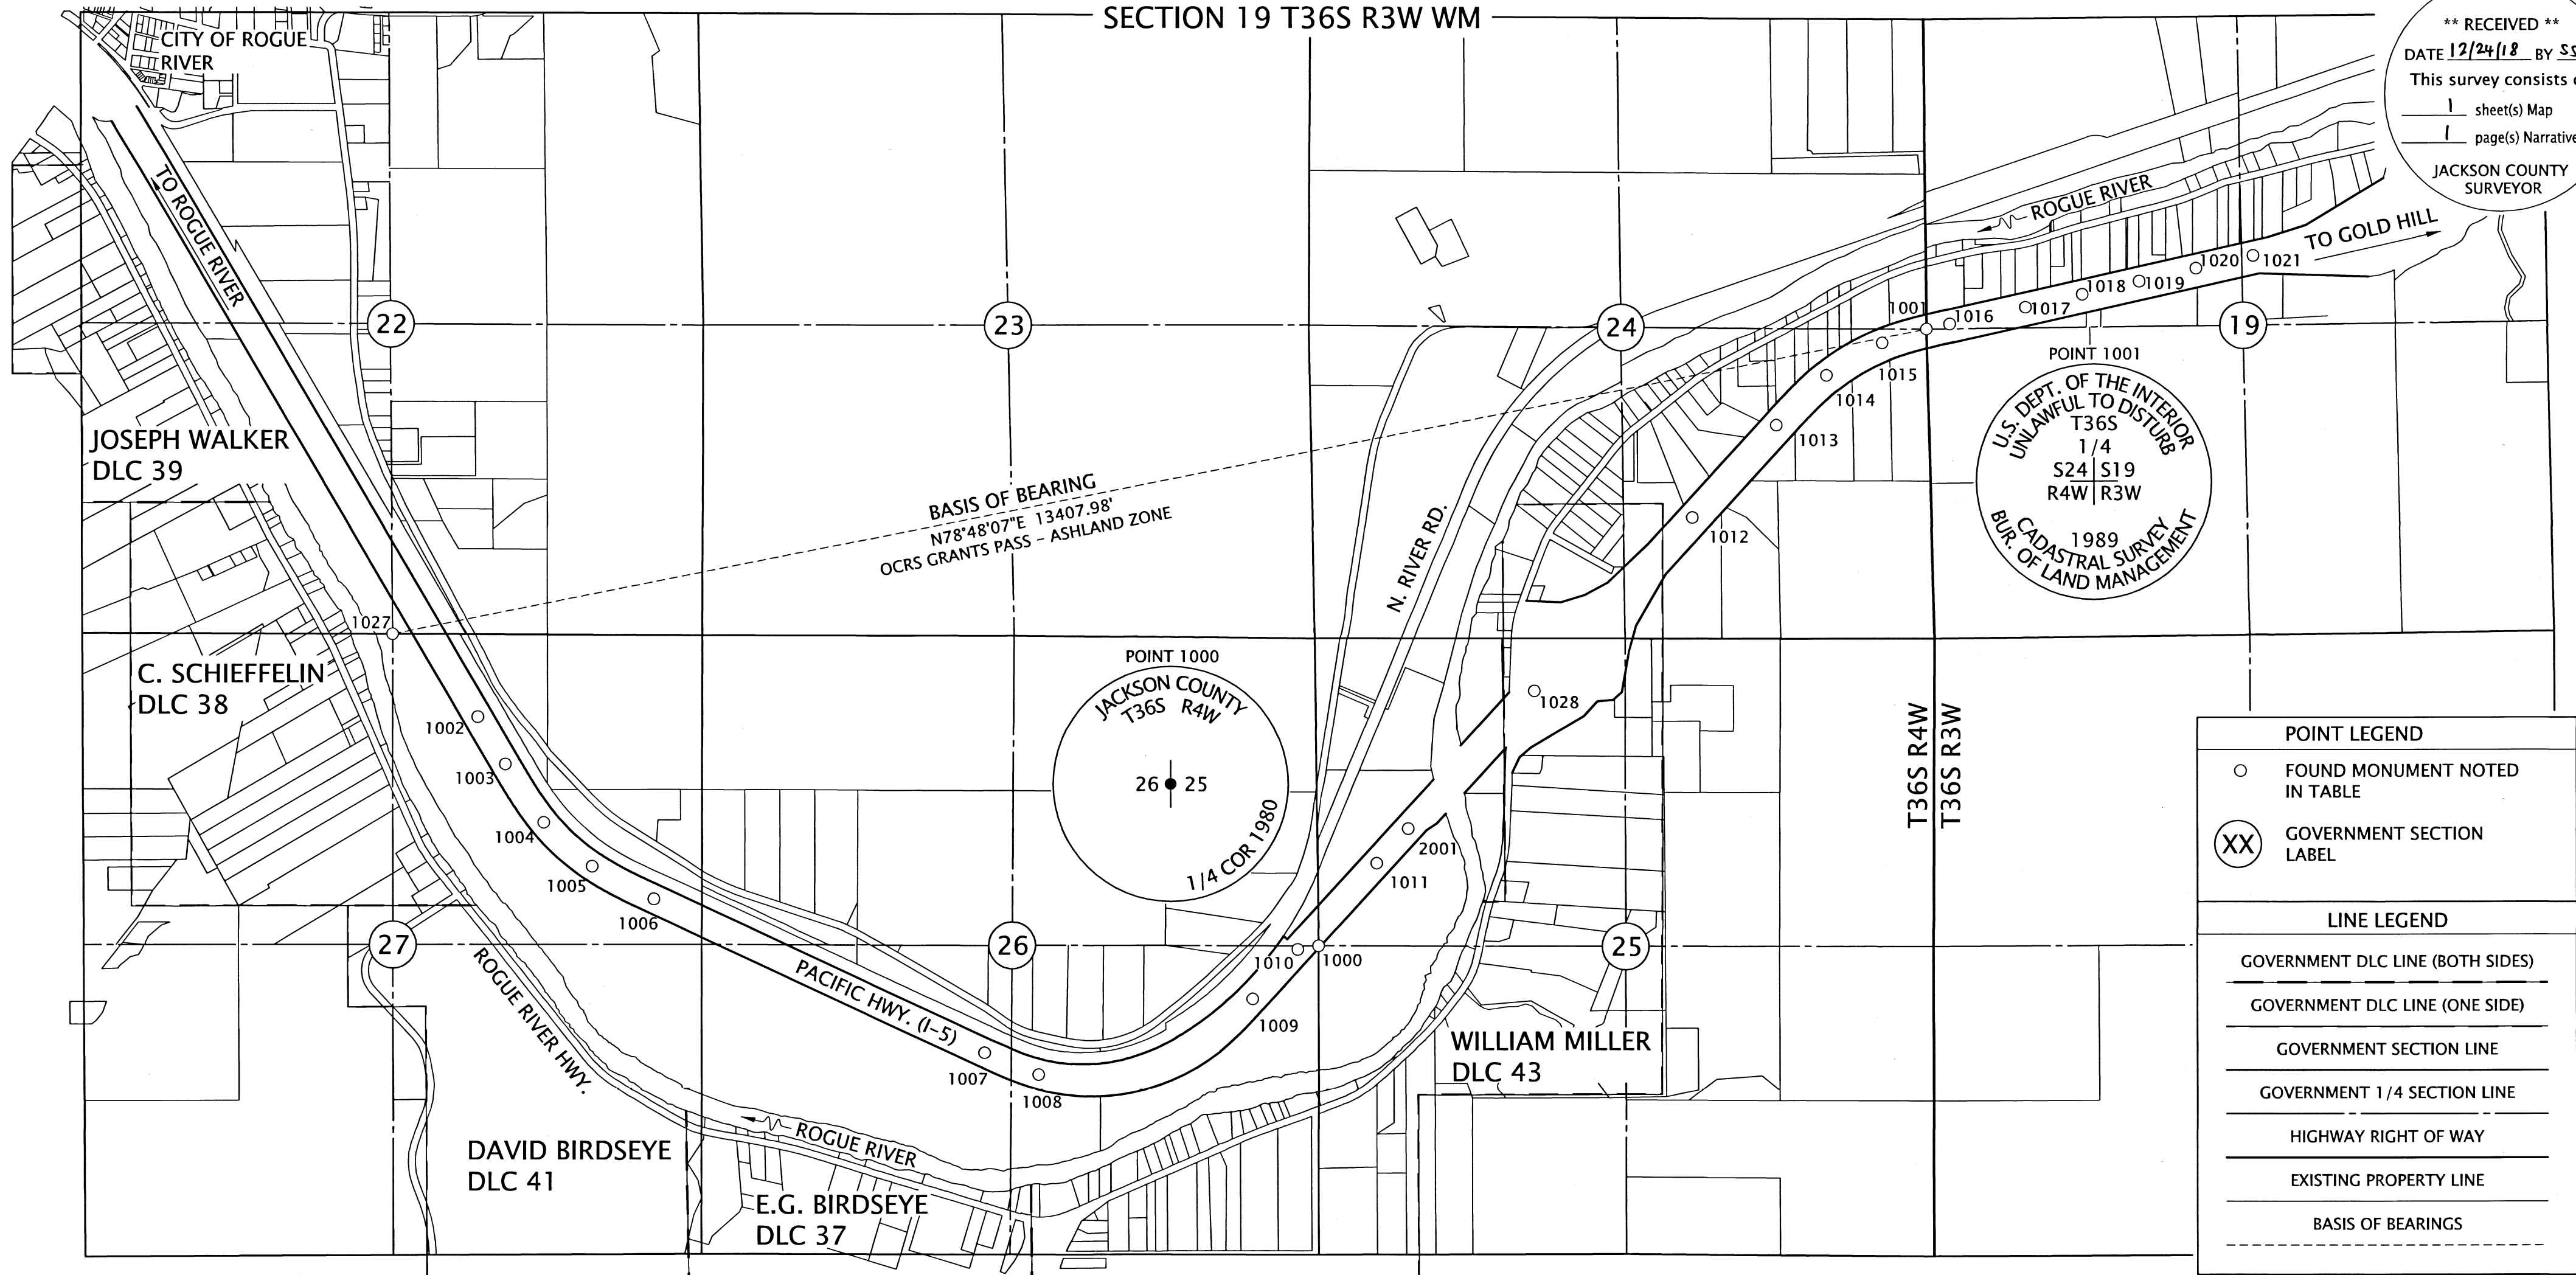 SECTION 19 T36S R3W WM
** RECEIVED **
DATE 12/24/18 BY
This survey consists
1 sheet(s) Map
1 page(s) Narrative
JACKSON COUNTY
SURVEYOR
CITY OF ROGUE
RIVER
TO ROGUE RIVER
ROGUE RIVER
TO GOLD HILL
22
23
24
19
1001
1016
1017
1018
1019
1020
1021
1015
1014
1013
1012
POINT 1001
U.S. DEPT. OF THE INTERIOR
UNLAWFUL TO DISTURB
T36S
1/4
S24 S19
R4W R3W
1989
CADASTRAL SURVEY
BUR. OF LAND MANAGEMENT
JOSEPH WALKER
DLC 39
BASIS OF BEARING
N78°48'07"E 13407.98'
OCRS GRANTS PASS - ASHLAND ZONE
N. RIVER RD.
1027
C. SCHIEFFELIN
DLC 38
1002
1003
1004
1005
1006
POINT 1000
JACKSON COUNTY
T36S R4W
26 25
1/4 COR 1980
1028
2001
1011
T36S R4W
T36S R3W
27
26
25
1010
1000
1009
1007
1008
PACIFIC HWY. (I-5)
ROGUE RIVER HWY.
ROGUE RIVER
WILLIAM MILLER
DLC 43
DAVID BIRDSEYE
DLC 41
E.G. BIRDSEYE
DLC 37
POINT LEGEND
FOUND MONUMENT NOTED
IN TABLE
XX
GOVERNMENT SECTION
LABEL
LINE LEGEND
GOVERNMENT DLC LINE (BOTH SIDES)
GOVERNMENT DLC LINE (ONE SIDE)
GOVERNMENT SECTION LINE
GOVERNMENT 1/4 SECTION LINE
HIGHWAY RIGHT OF WAY
EXISTING PROPERTY LINE
BASIS OF BEARINGS